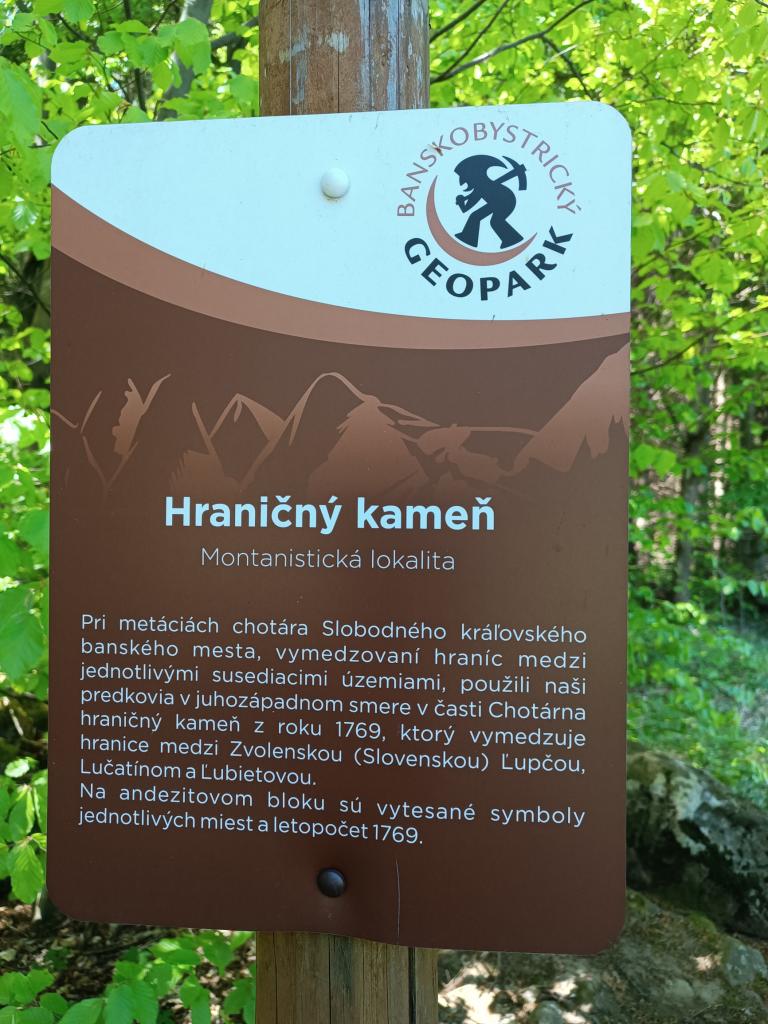 BANSKOBYSTRICKÝ
GEOPARK
Hraničný kameň
Montanistická lokalita
Pri metáciách chotára Slobodného kráľovského
banského mesta, vymedzovaní hraníc medzi
jednotlivými susediacimi územiami, použili naši
predkovia v juhozápadnom smere v časti Chotárna
hraničný kameň z roku 1769, ktorý vymedzuje
hranice medzi Zvolenskou (Slovenskou) Ľupčou,
Lučatínom a Ľubietovou.
Na andezitovom bloku sú vytesané symboly
jednotlivých miest a letopočet 1769.